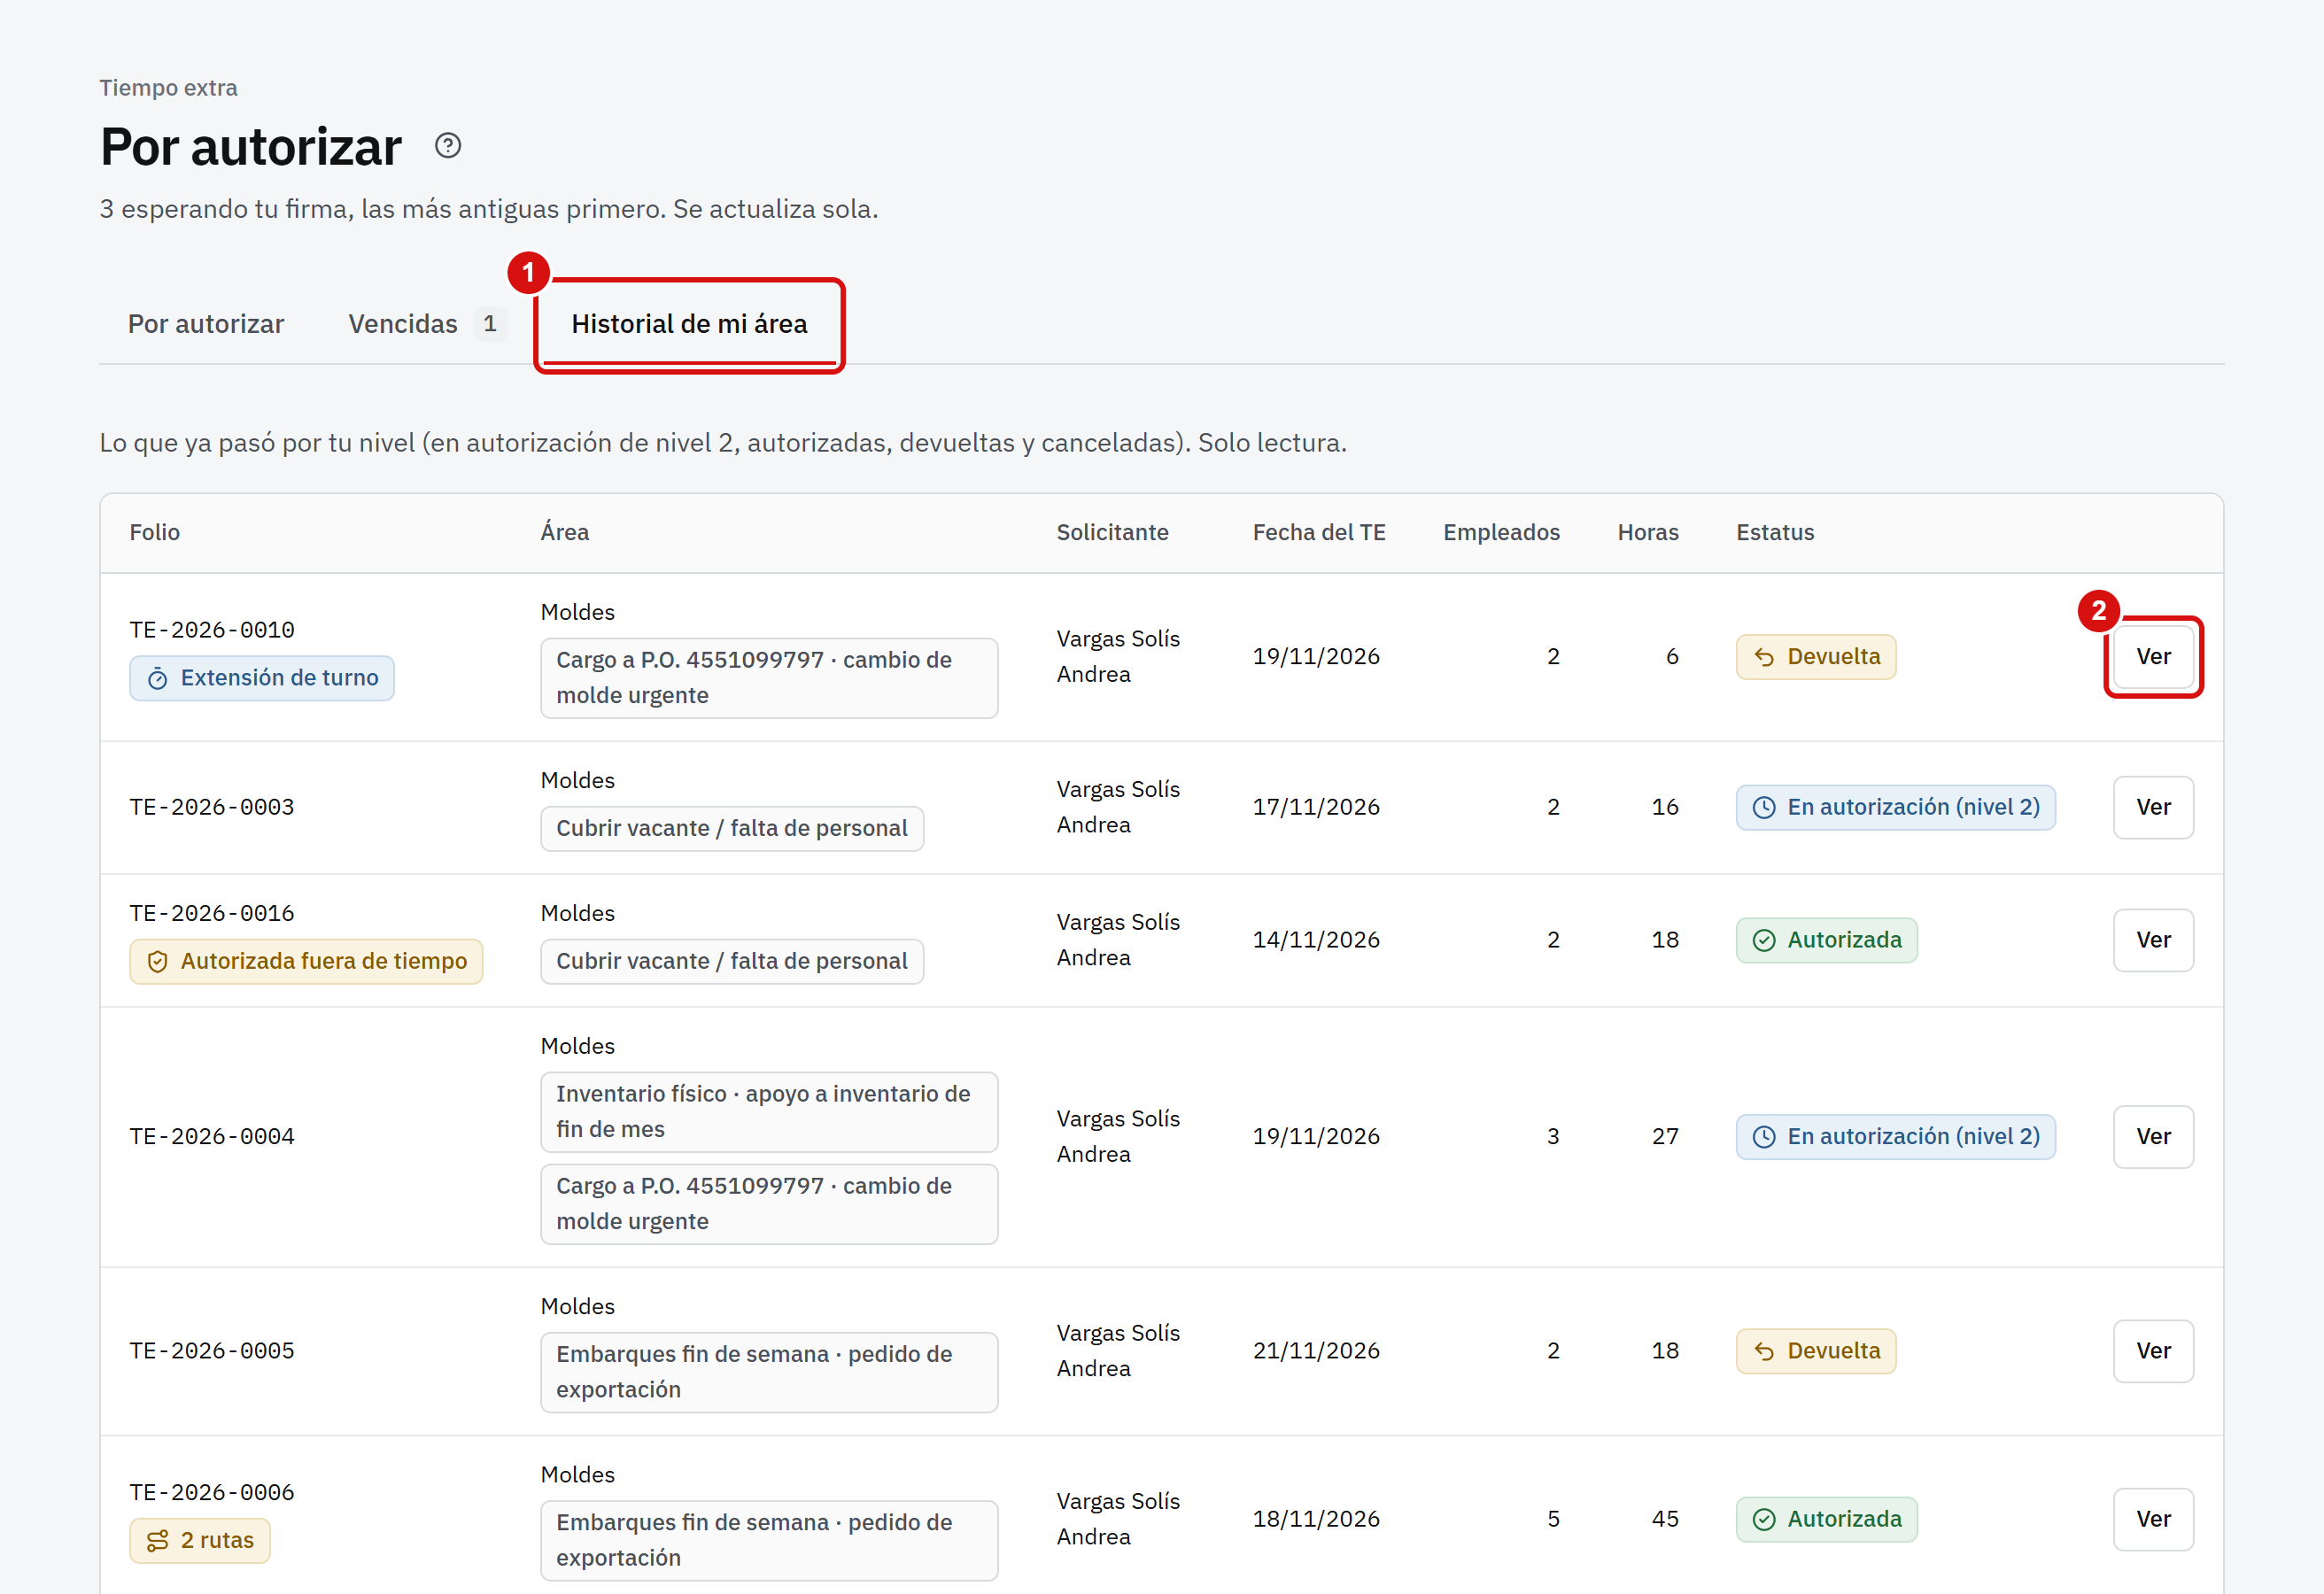 Tiempo extra
Por autorizar ?
3 esperando tu firma, las más antiguas primero. Se actualiza sola.
1
Por autorizar Vencidas 1 Historial de mi área
Lo que ya pasó por tu nivel (en autorización de nivel 2, autorizadas, devueltas y canceladas). Solo lectura.
Folio Área Solicitante Fecha del TE Empleados Horas Estatus
TE-2026-0010
Extensión de turno
Moldes
Cargo a P.O. 4551099797 · cambio de
molde urgente
Vargas Solís
Andrea
19/11/2026 2 6 Devuelta
2
Ver
TE-2026-0003
Moldes
Cubrir vacante / falta de personal
Vargas Solís
Andrea
17/11/2026 2 16 En autorización (nivel 2) Ver
TE-2026-0016
Autorizada fuera de tiempo
Moldes
Cubrir vacante / falta de personal
Vargas Solís
Andrea
14/11/2026 2 18 Autorizada Ver
TE-2026-0004
Moldes
Inventario físico · apoyo a inventario de
fin de mes
Cargo a P.O. 4551099797 · cambio de
molde urgente
Vargas Solís
Andrea
19/11/2026 3 27 En autorización (nivel 2) Ver
TE-2026-0005
Moldes
Embarques fin de semana · pedido de
exportación
Vargas Solís
Andrea
21/11/2026 2 18 Devuelta Ver
TE-2026-0006
2 rutas
Moldes
Embarques fin de semana · pedido de
exportación
Vargas Solís
Andrea
18/11/2026 5 45 Autorizada Ver